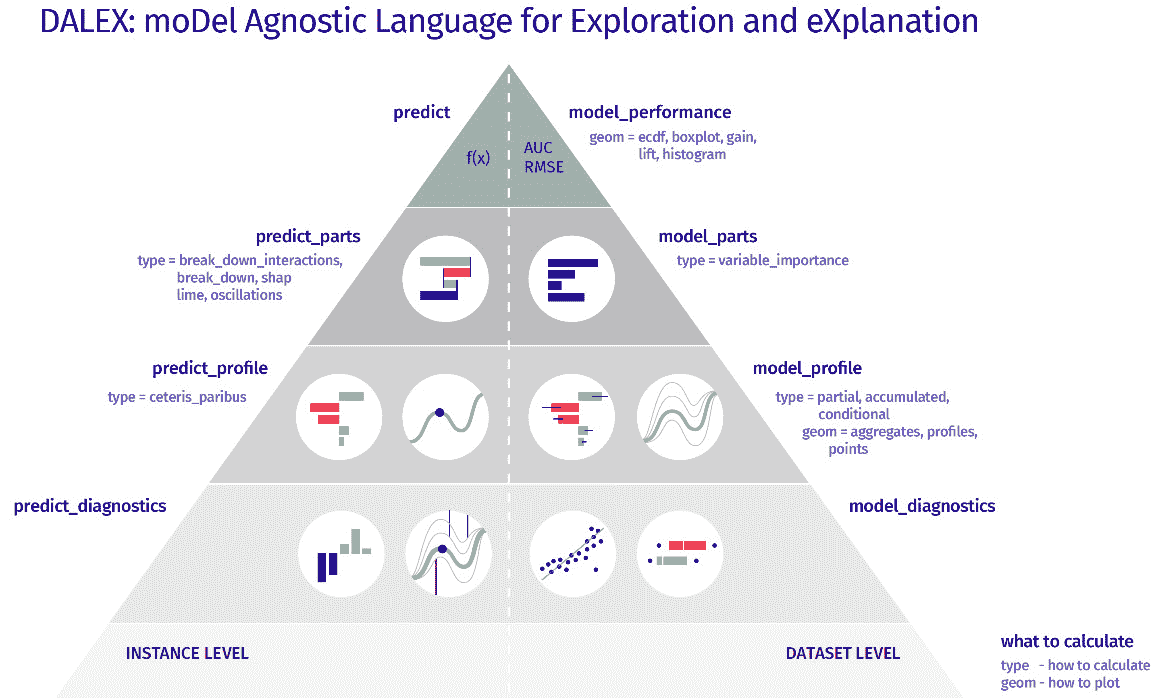 DALEX: moDel Agnostic Language for Exploration and eXplanation
predict
f(x)
model_performance
geom = ecdf, boxplot, gain,
lift, histogram
AUC
RMSE
predict_parts
type = break_down_interactions,
break_down, shap
lime, oscillations
model_parts
type = variable_importance
predict_profile
type = ceteris_paribus
model_profile
type = partial, accumulated,
conditional
geom = aggregates, profiles,
points
predict_diagnostics
model_diagnostics
INSTANCE LEVEL
DATASET LEVEL
what to calculate
type - how to calculate
geom - how to plot